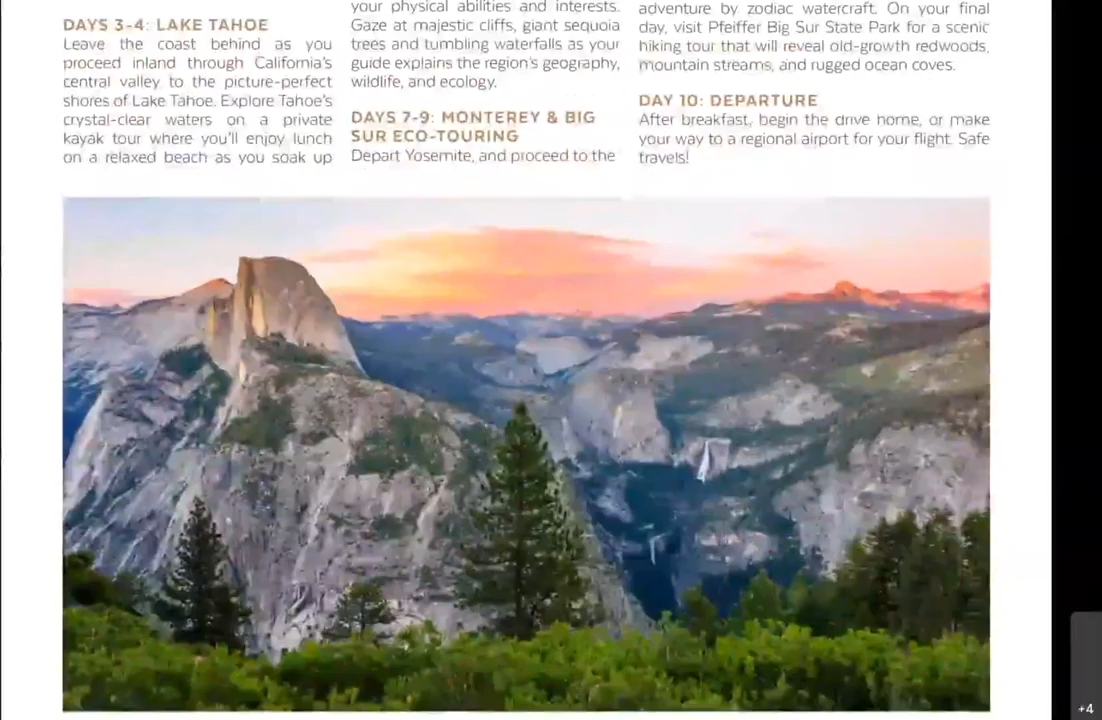 DAYS 3-4: LAKE TAHOE
Leave the coast behind as you
proceed inland through California's
central valley to the picture-perfect
shores of Lake Tahoe. Explore Tahoe's
crystal-clear waters on a private
kayak tour where you'll enjoy lunch
on a relaxed beach as you soak up
your physical abilities and interests.
Gaze at majestic cliffs, giant sequoia
trees and tumbling waterfalls as your
guide explains the region's geography,
wildlife, and ecology.
DAYS 7-9: MONTEREY & BIG
SUR ECO-TOURING
Depart Yosemite, and proceed to the
adventure by zodiac watercraft. On your final
day, visit Pfeiffer Big Sur State Park for a scenic
hiking tour that will reveal old-growth redwoods,
mountain streams, and rugged ocean coves.
DAY 10: DEPARTURE
After breakfast, begin the drive home, or make
your way to a regional airport for your flight. Safe
travels!
+4